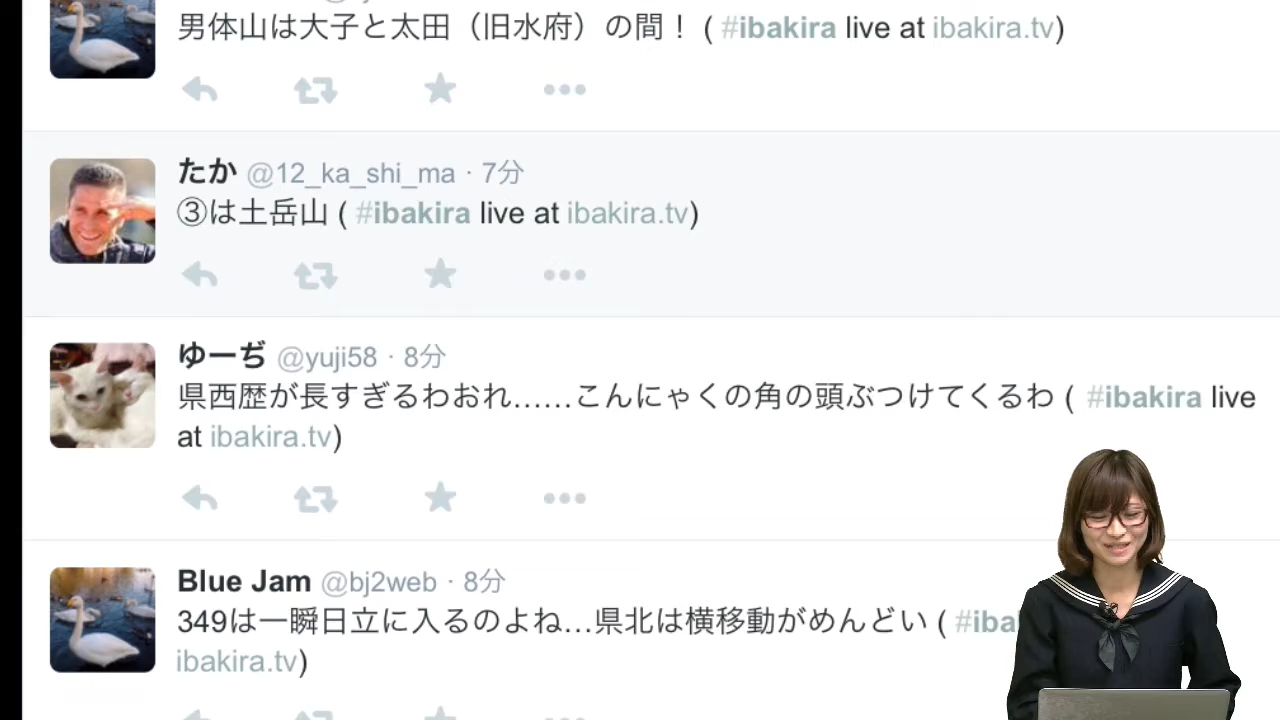 男体山は大子と太田（旧水府）の間！ ( #ibakira live at ibakira.tv)
たか @12_ka_shi_ma · 7分
③は土岳山 ( #ibakira live at ibakira.tv)
ゆーぢ @yuji58 · 8分
県西歴が長すぎるわおれ……こんにゃくの角の頭ぶつけてくるわ ( #ibakira live
at ibakira.tv)
Blue Jam @bj2web · 8分
349は一瞬日立に入るのよね…県北は横移動がめんどい ( #iba
ibakira.tv)